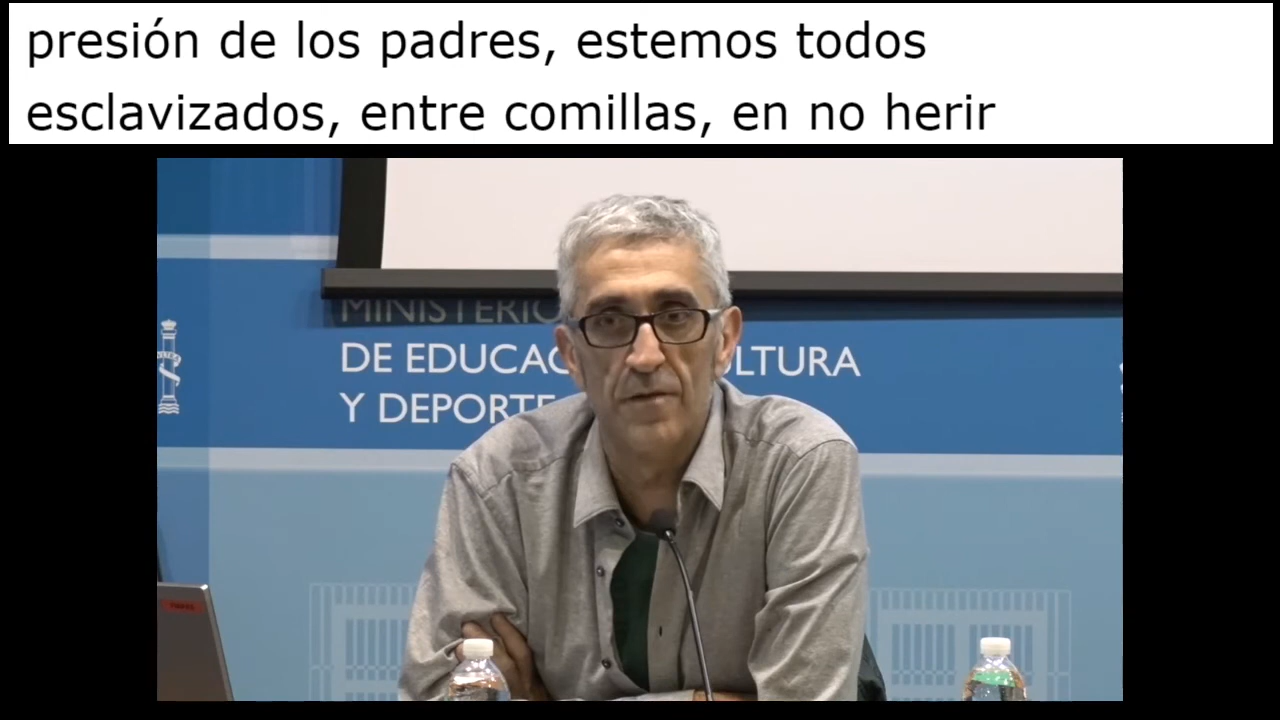 presión de los padres, estemos todos
esclavizados, entre comillas, en no herir
MINISTERIO
DE EDUCAC ULTURA
Y DEPORTE